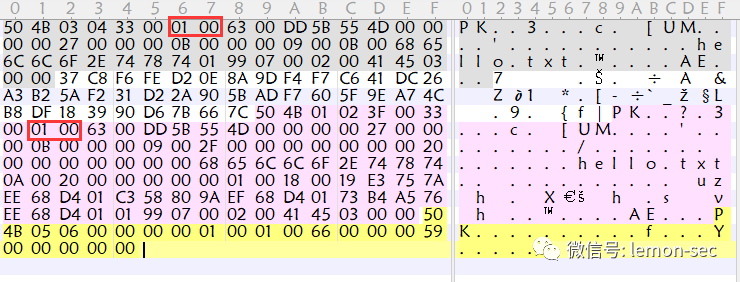 0 1 2 3 4 5 6 7 8 9 A B C D E F 0 1 2 3 4 5 6 7 8 9 A B C D E F
50 4B 03 04 33 00 01 00 63 00 DD 5B 55 4D 00 00 P K . . 3 . . . c . [ U M . .
00 00 27 00 00 00 0B 00 00 00 09 00 0B 00 68 65 . . ' . . . . . . . . . . . h e
6C 6C 6F 2E 74 78 74 01 99 07 00 02 00 41 45 03 l l o . t x t . ™ . . . . A E .
00 00 37 C8 F6 FE D2 0E 8A 9D F4 F7 C6 41 DC 26 . . 7 . Š . ÷ A &
A3 B2 5A F2 31 D2 2A 90 5B AD F7 60 5F 9E A7 4C Z 1 * . [ - ÷ ` _ ž § L
B8 DF 18 39 90 D6 7B 66 7C 50 4B 01 02 3F 00 33 . 9 . { f | P K . . ? . 3
00 01 00 63 00 DD 5B 55 4D 00 00 00 00 27 00 00 . . . c . [ U M . . . . ' . .
00 0B 00 00 00 09 00 2F 00 00 00 00 00 00 00 20 . . . . . . . / . . . . . . .
00 00 00 00 00 00 00 68 65 6C 6C 6F 2E 74 78 74 . . . . . . . h e l l o . t x t
0A 00 20 00 00 00 00 00 01 00 18 00 19 E3 75 7A . . . . . . . . . . . . u z
EE 68 D4 01 C3 58 80 9A EF 68 D4 01 73 B4 A5 76 h . X € š h . s v
EE 68 D4 01 01 99 07 00 02 00 41 45 03 00 00 50 h . . ™ . . . . A E . . . P
4B 05 06 00 00 00 00 01 00 01 00 66 00 00 00 59 K . . . . . . . . . . f . . . Y
00 00 00 00 00 00 . . . . . .
微信号: lemon-sec